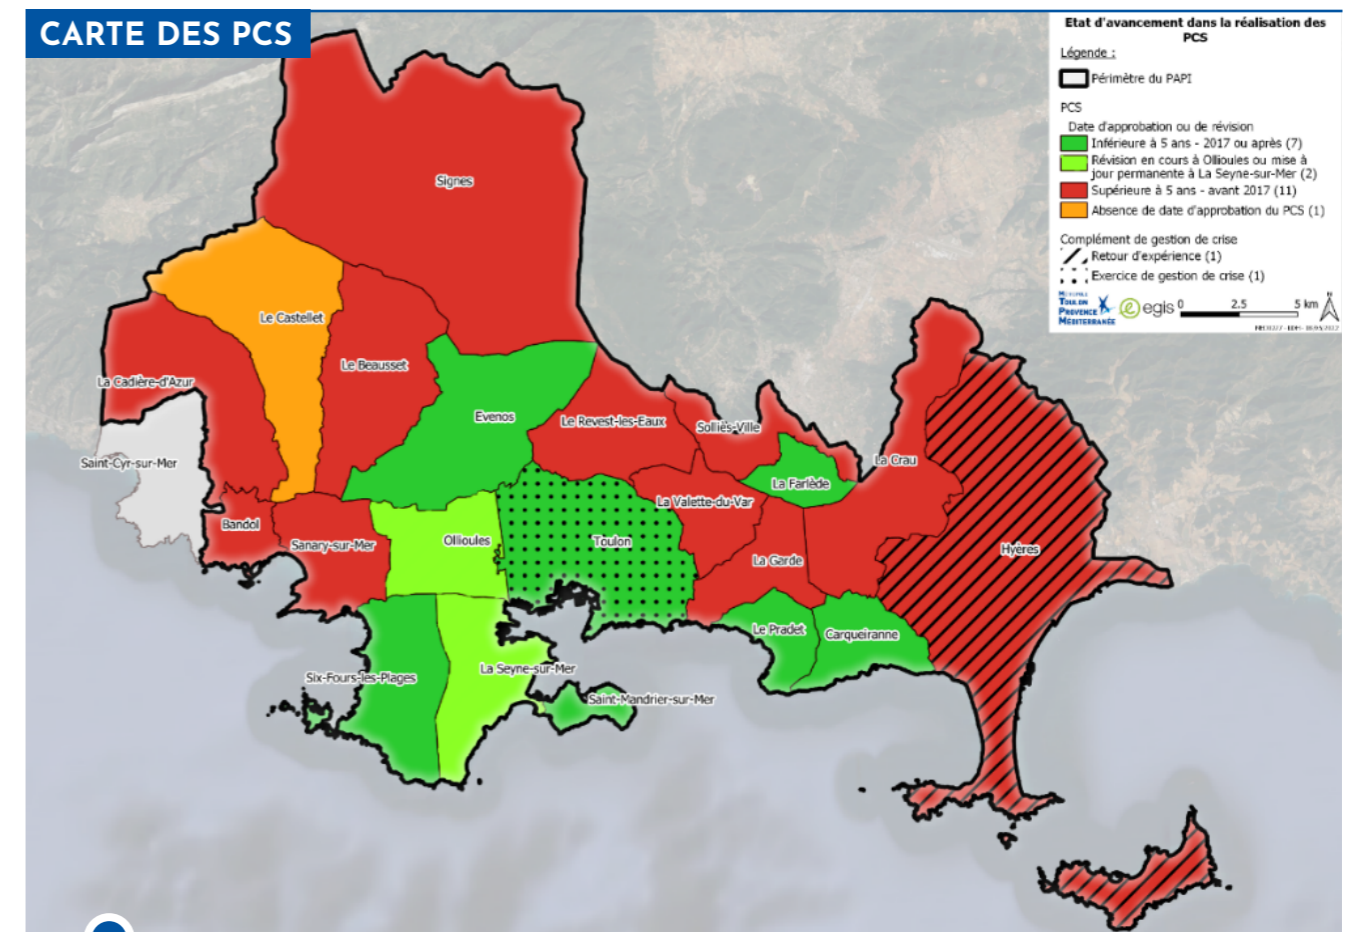 CARTE DES PCS
Etat d'avancement dans la réalisation des
PCS
Légende :
Périmètre du PAPI
PCS
Date d'approbation ou de révision
Inférieure à 5 ans - 2017 ou après (7)
Révision en cours à Ollioules ou mise à
jour permanente à La Seyne-sur-Mer (2)
Supérieure à 5 ans - avant 2017 (11)
Absence de date d'approbation du PCS (1)
Complément de gestion de crise
Retour d'expérience (1)
Exercice de gestion de crise (1)
MÉTROPOLE
TOULON
PROVENCE
MÉDITERRANÉE
egis
0 2.5 5 km
N
Signes
Le Castellet
Le Beausset
La Cadière-d'Azur
Evenos
Le Revest-les-Eaux
Solliès-Ville
La Crau
Saint-Cyr-sur-Mer
La Farlède
La Valette-du-Var
Bandol
Sanary-sur-Mer
Ollioules
Toulon
Hyères
La Garde
Le Pradet
Carqueiranne
Six-Fours-les-Plages
La Seyne-sur-Mer
Saint-Mandrier-sur-Mer